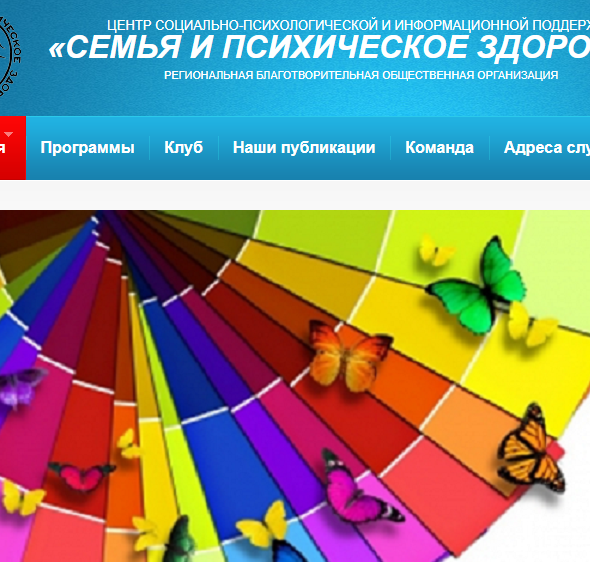 ЦЕНТР СОЦИАЛЬНО-ПСИХОЛОГИЧЕСКОЙ И ИНФОРМАЦИОННОЙ ПОДДЕРЖ
«СЕМЬЯ И ПСИХИЧЕСКОЕ ЗДОРО
РЕГИОНАЛЬНАЯ БЛАГОТВОРИТЕЛЬНАЯ ОБЩЕСТВЕННАЯ ОРГАНИЗАЦИЯ
я Программы Клуб Наши публикации Команда Адреса слу